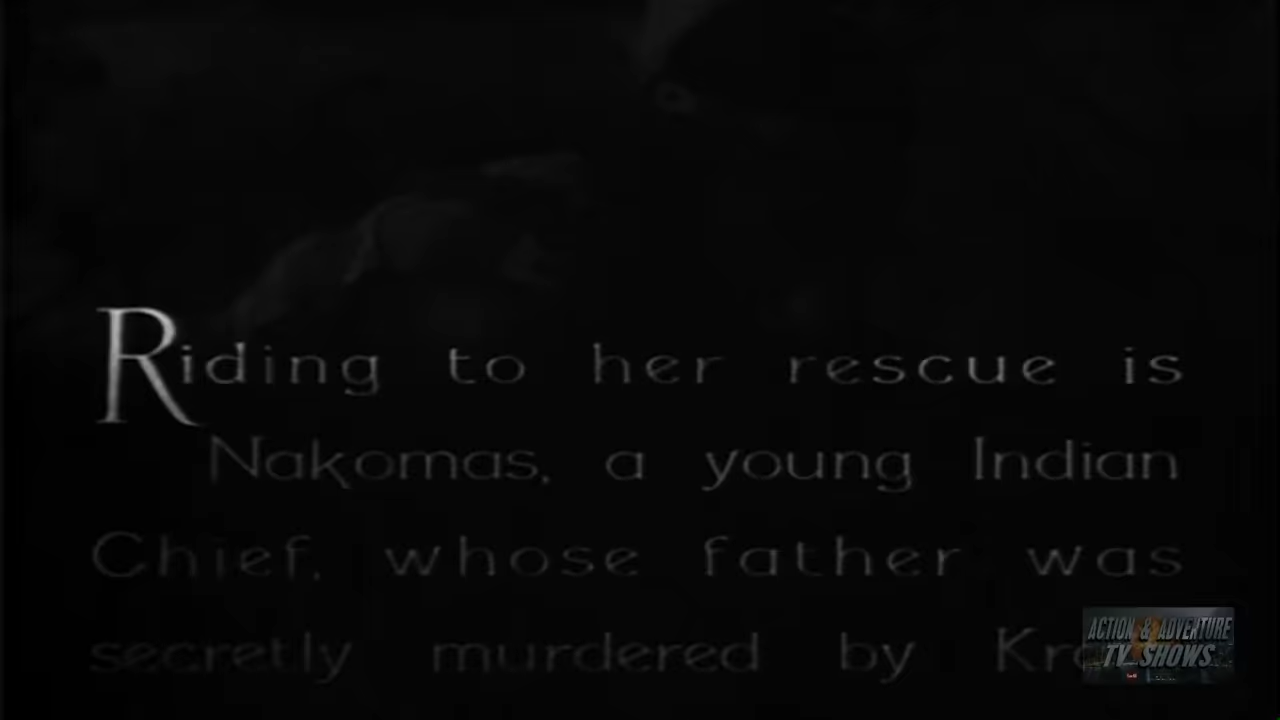 Riding to her rescue is
Nakomas, a young Indian
Chief, whose father was
secretly murdered by
ACTION & ADVENTURE
TV SHOWS